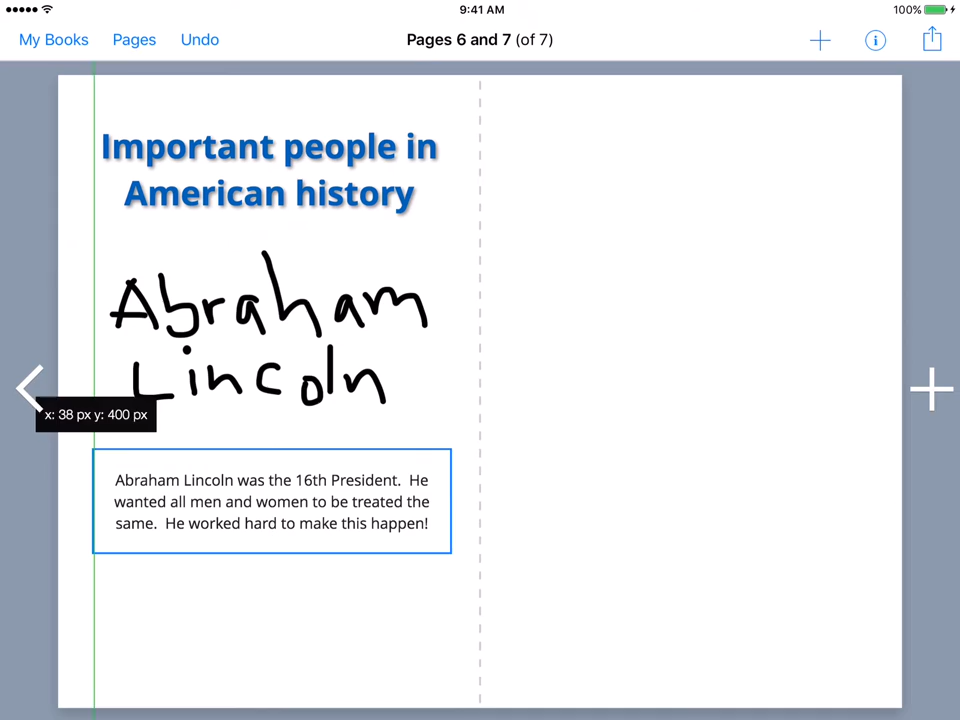 9:41 AM
100%
My Books
Pages
Undo
Pages 6 and 7 (of 7)
Important people in
American history
Abraham
Lincoln
x: 38 px y: 400 px
Abraham Lincoln was the 16th President.  He
wanted all men and women to be treated the
same.  He worked hard to make this happen!